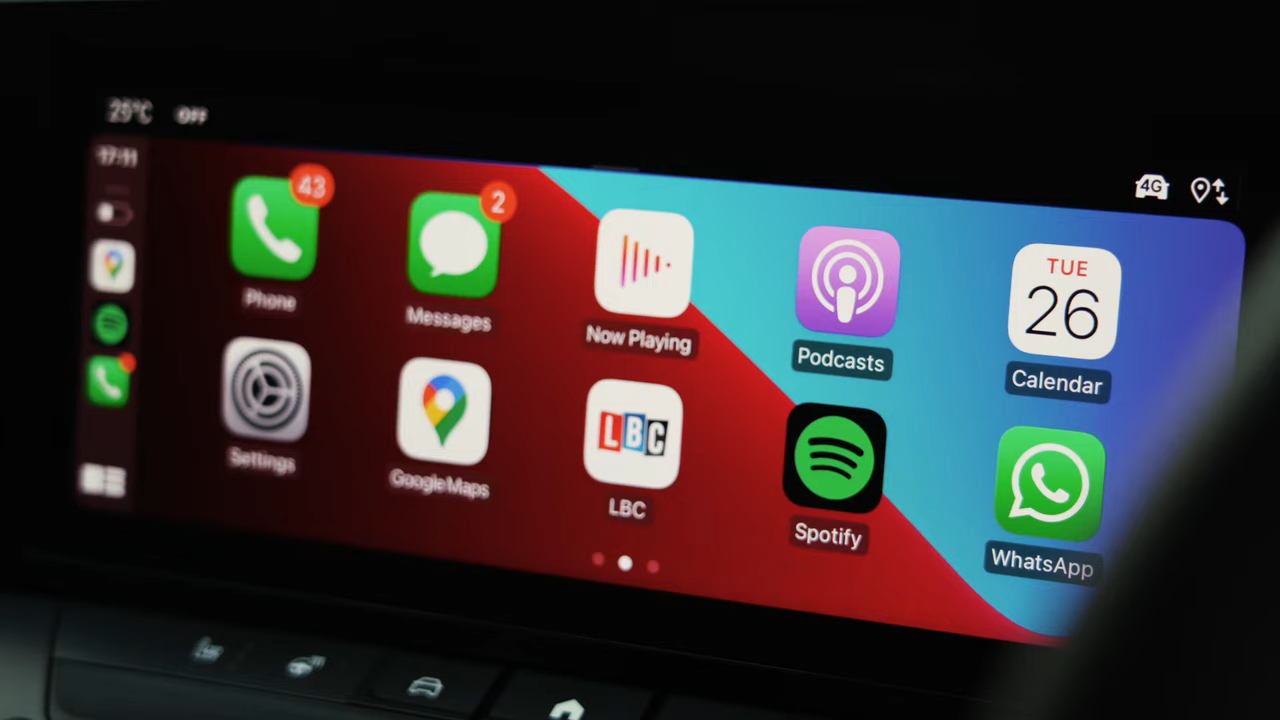 25°C OFF
17:11
4G
43
2
TUE
26
Phone
Messages
Now Playing
Podcasts
Calendar
LBC
Settings
Google Maps
LBC
Spotify
WhatsApp